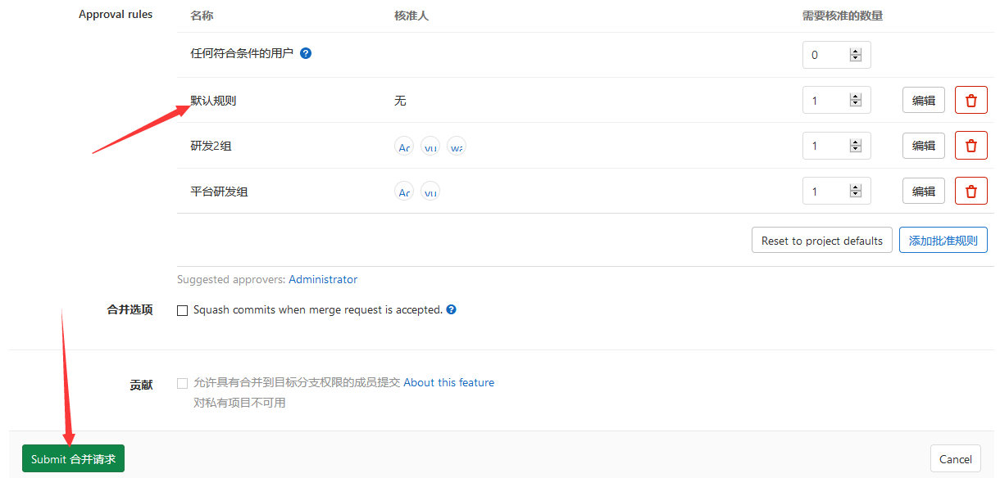 Approval rules 名称 核准人 需要核准的数量
任何符合条件的用户 ? 0
默认规则 无 1 编辑
研发2组 Ac vu wa 1 编辑
平台研发组 Ac vu 1 编辑
Reset to project defaults 添加批准规则
Suggested approvers: Administrator
合并选项 Squash commits when merge request is accepted. ?
贡献 允许具有合并到目标分支权限的成员提交 About this feature
对私有项目不可用
Submit 合并请求 Cancel